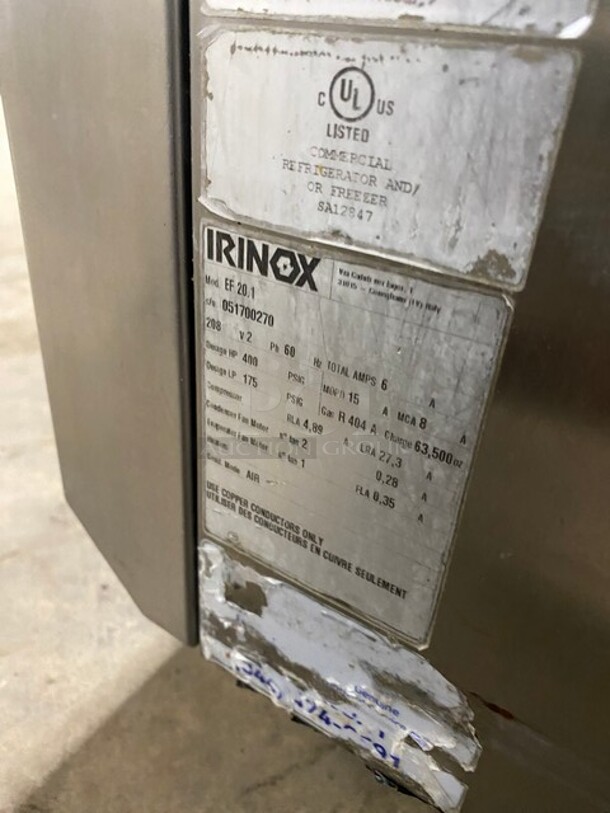 C UL US
LISTED
COMMERCIAL
REFRIGERATOR AND/
OR FREEZER
SA12847
IRINOX
Mod. EF 20.1
s/n 051700270
208 V 2 Ph 60 Hz TOTAL AMPS 6 A
Design HP 400 PSIG MOPD 15 A MCA 8 A
Design LP 175 PSIG Gas R 404 A Charge 63,500 oz
Compressor RLA 4,89 A LRA 27,3 A
Condenser Fan Motor n° fan 2 0,28 A
Evaporator Fan Motor n° fan 1 FLA 0,35 A
Cond. Mode AIR
USE COPPER CONDUCTORS ONLY
UTILISER DES CONDUCTEURS EN CUIVRE SEULEMENT
AUCTION GROUP